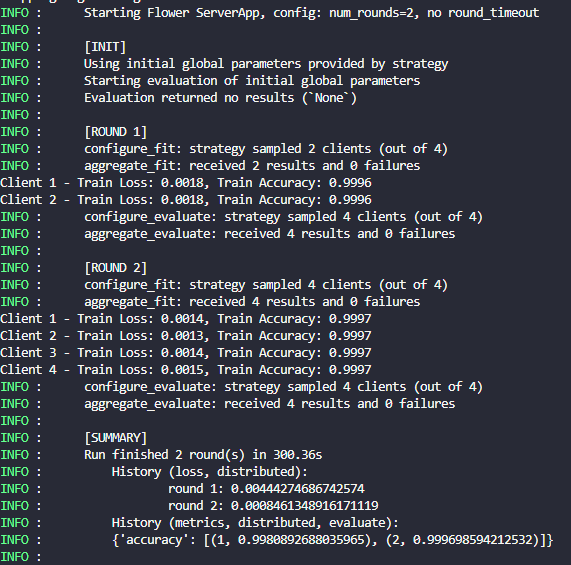 INFO :      Starting Flower ServerApp, config: num_rounds=2, no round_timeout
INFO :
INFO :      [INIT]
INFO :      Using initial global parameters provided by strategy
INFO :      Starting evaluation of initial global parameters
INFO :      Evaluation returned no results (`None`)
INFO :
INFO :      [ROUND 1]
INFO :      configure_fit: strategy sampled 2 clients (out of 4)
INFO :      aggregate_fit: received 2 results and 0 failures
Client 1 - Train Loss: 0.0018, Train Accuracy: 0.9996
Client 2 - Train Loss: 0.0018, Train Accuracy: 0.9996
INFO :      configure_evaluate: strategy sampled 4 clients (out of 4)
INFO :      aggregate_evaluate: received 4 results and 0 failures
INFO :
INFO :      [ROUND 2]
INFO :      configure_fit: strategy sampled 4 clients (out of 4)
INFO :      aggregate_fit: received 4 results and 0 failures
Client 1 - Train Loss: 0.0014, Train Accuracy: 0.9997
Client 2 - Train Loss: 0.0013, Train Accuracy: 0.9997
Client 3 - Train Loss: 0.0014, Train Accuracy: 0.9997
Client 4 - Train Loss: 0.0015, Train Accuracy: 0.9997
INFO :      configure_evaluate: strategy sampled 4 clients (out of 4)
INFO :      aggregate_evaluate: received 4 results and 0 failures
INFO :
INFO :      [SUMMARY]
INFO :      Run finished 2 round(s) in 300.36s
INFO :          History (loss, distributed):
INFO :                  round 1: 0.00444274686742574
INFO :                  round 2: 0.0008461348916171119
INFO :          History (metrics, distributed, evaluate):
INFO :          {'accuracy': [(1, 0.9980892688035965), (2, 0.999698594212532)]}
INFO :